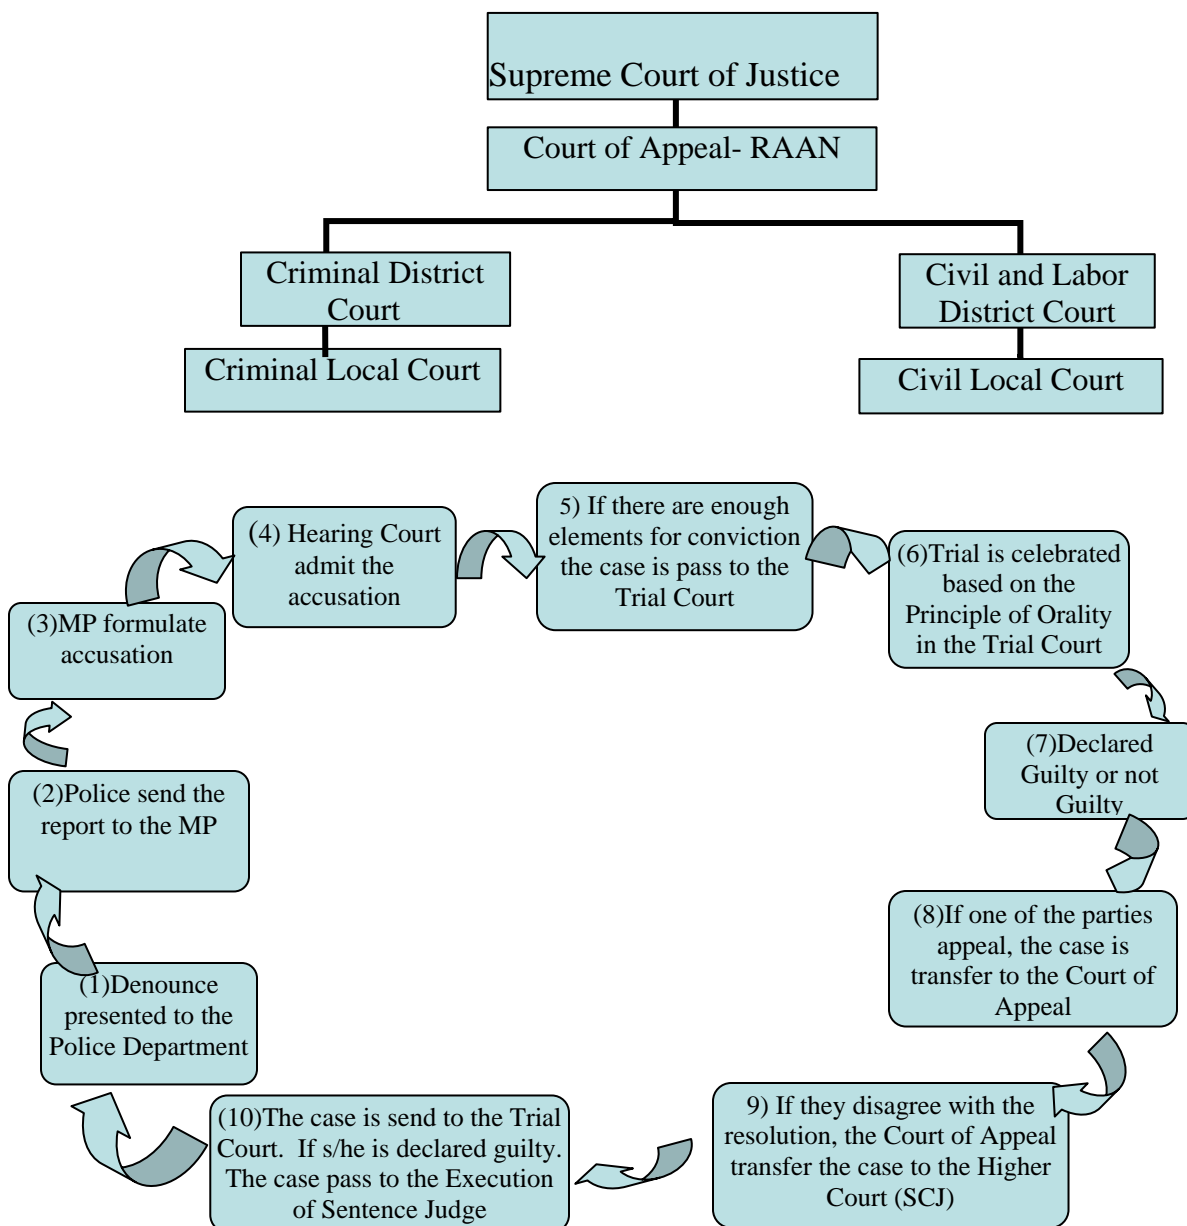 Supreme Court of Justice
Court of Appeal- RAAN
Criminal District
Court
Civil and Labor
District Court
Criminal Local Court
Civil Local Court
(4) Hearing Court
admit the
accusation
5) If there are enough
elements for conviction
the case is pass to the
Trial Court
(6)Trial is celebrated
based on the
Principle of Orality
in the Trial Court
(3)MP formulate
accusation
(7)Declared
Guilty or not
Guilty
(2)Police send the
report to the MP
(8)If one of the parties
appeal, the case is
transfer to the Court of
Appeal
(1)Denounce
presented to the
Police Department
(10)The case is send to the Trial
Court.  If s/he is declared guilty.
The case pass to the Execution
of Sentence Judge
9) If they disagree with the
resolution, the Court of Appeal
transfer the case to the Higher
Court (SCJ)